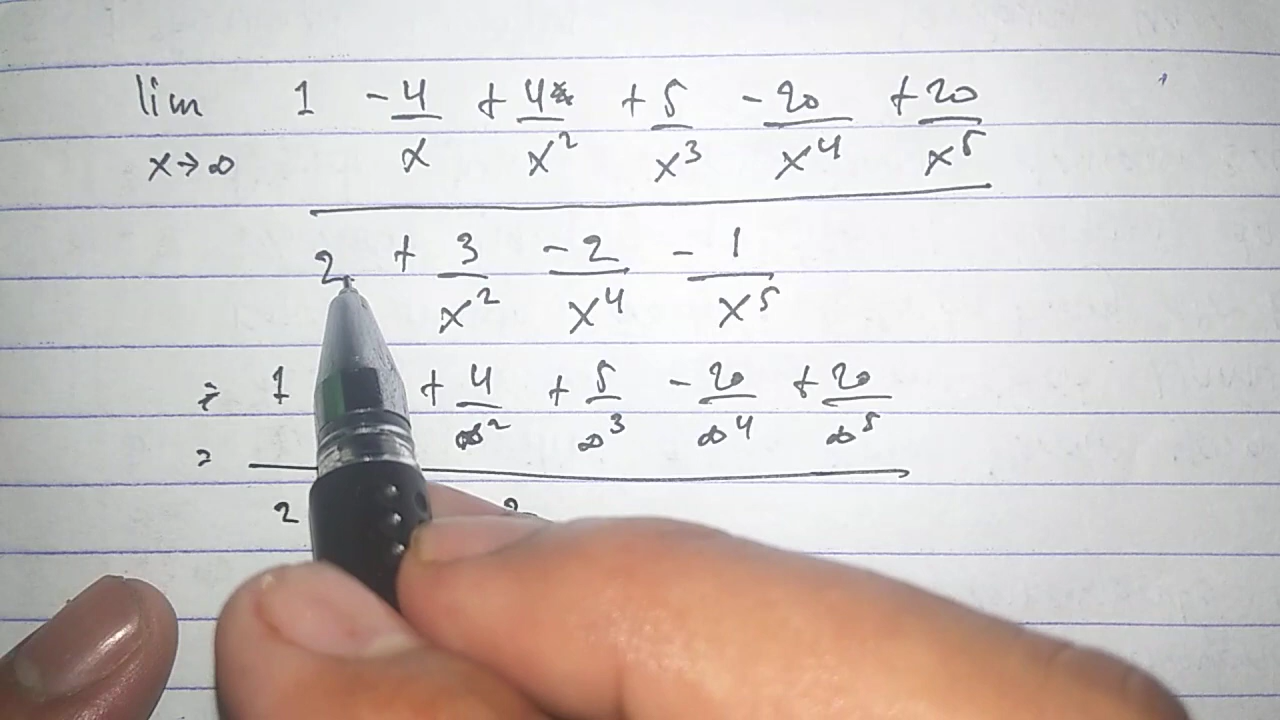 lim 1 - 4/x + 4/x² + 5/x³ - 20/x⁴ + 20/x⁵
x→∞
2 + 3/x² - 2/x⁴ - 1/x⁵
= 1 + 4/∞² + 5/∞³ - 20/∞⁴ + 20/∞⁵
=
2